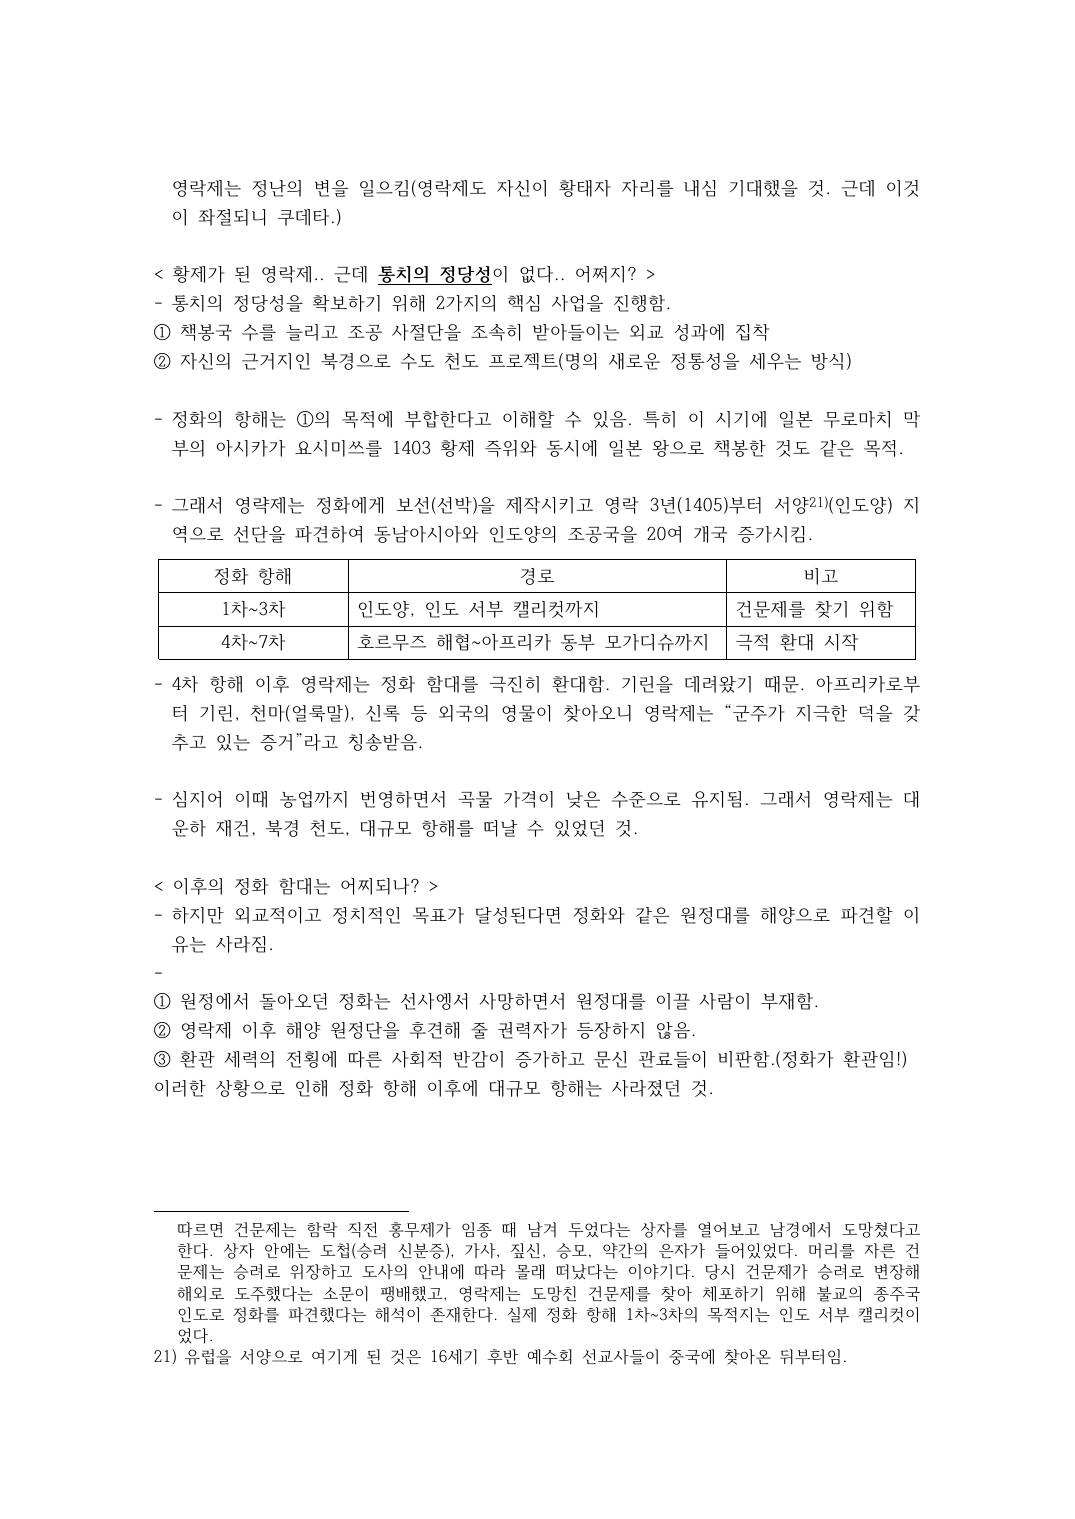 영락제는 정난의 변을 일으킴(영락제도 자신이 황태자 자리를 내심 기대했을 것. 근데 이것
이 좌절되니 쿠데타.)
< 황제가 된 영락제.. 근데 통치의 정당성이 없다.. 어쩌지? >
- 통치의 정당성을 확보하기 위해 2가지의 핵심 사업을 진행함.
① 책봉국 수를 늘리고 조공 사절단을 조속히 받아들이는 외교 성과에 집착
② 자신의 근거지인 북경으로 수도 천도 프로젝트(명의 새로운 정통성을 세우는 방식)
- 정화의 항해는 ①의 목적에 부합한다고 이해할 수 있음. 특히 이 시기에 일본 무로마치 막
부의 아시카가 요시미쓰를 1403 황제 즉위와 동시에 일본 왕으로 책봉한 것도 같은 목적.
- 그래서 영략제는 정화에게 보선(선박)을 제작시키고 영락 3년(1405)부터 서양21)(인도양) 지
역으로 선단을 파견하여 동남아시아와 인도양의 조공국을 20여 개국 증가시킴.
정화 항해 경로 비고
1차~3차 인도양, 인도 서부 캘리컷까지 건문제를 찾기 위함
4차~7차 호르무즈 해협~아프리카 동부 모가디슈까지 극적 환대 시작
- 4차 항해 이후 영락제는 정화 함대를 극진히 환대함. 기린을 데려왔기 때문. 아프리카로부
터 기린, 천마(얼룩말), 신록 등 외국의 영물이 찾아오니 영락제는 “군주가 지극한 덕을 갖
추고 있는 증거”라고 칭송받음.
- 심지어 이때 농업까지 번영하면서 곡물 가격이 낮은 수준으로 유지됨. 그래서 영락제는 대
운하 재건, 북경 천도, 대규모 항해를 떠날 수 있었던 것.
< 이후의 정화 함대는 어찌되나? >
- 하지만 외교적이고 정치적인 목표가 달성된다면 정화와 같은 원정대를 해양으로 파견할 이
유는 사라짐.
-
① 원정에서 돌아오던 정화는 선사엥서 사망하면서 원정대를 이끌 사람이 부재함.
② 영락제 이후 해양 원정단을 후견해 줄 권력자가 등장하지 않음.
③ 환관 세력의 전횡에 따른 사회적 반감이 증가하고 문신 관료들이 비판함.(정화가 환관임!)
이러한 상황으로 인해 정화 항해 이후에 대규모 항해는 사라졌던 것.
따르면 건문제는 함락 직전 홍무제가 임종 때 남겨 두었다는 상자를 열어보고 남경에서 도망쳤다고
한다. 상자 안에는 도첩(승려 신분증), 가사, 짚신, 승모, 약간의 은자가 들어있었다. 머리를 자른 건
문제는 승려로 위장하고 도사의 안내에 따라 몰래 떠났다는 이야기다. 당시 건문제가 승려로 변장해
해외로 도주했다는 소문이 팽배했고, 영락제는 도망친 건문제를 찾아 체포하기 위해 불교의 종주국
인도로 정화를 파견했다는 해석이 존재한다. 실제 정화 항해 1차~3차의 목적지는 인도 서부 캘리컷이
었다.
21) 유럽을 서양으로 여기게 된 것은 16세기 후반 예수회 선교사들이 중국에 찾아온 뒤부터임.